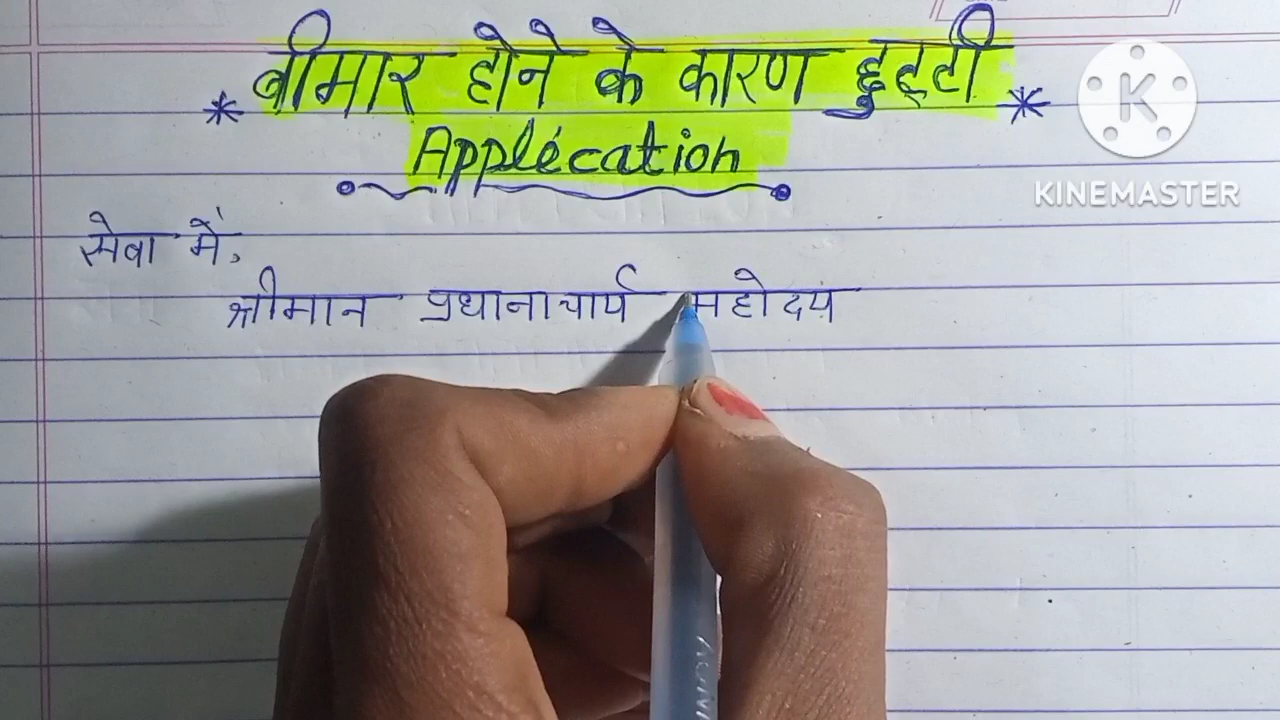 * बीमार होने के कारण छुट्टी *
Applécation
सेवा में,
श्रीमान प्रधानाचार्य महोदय
K
KINEMASTER